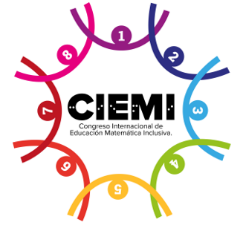 1
2
3
4
5
6
7
8
CIEMI
Congreso Internacional de
Educación Matemática Inclusiva.